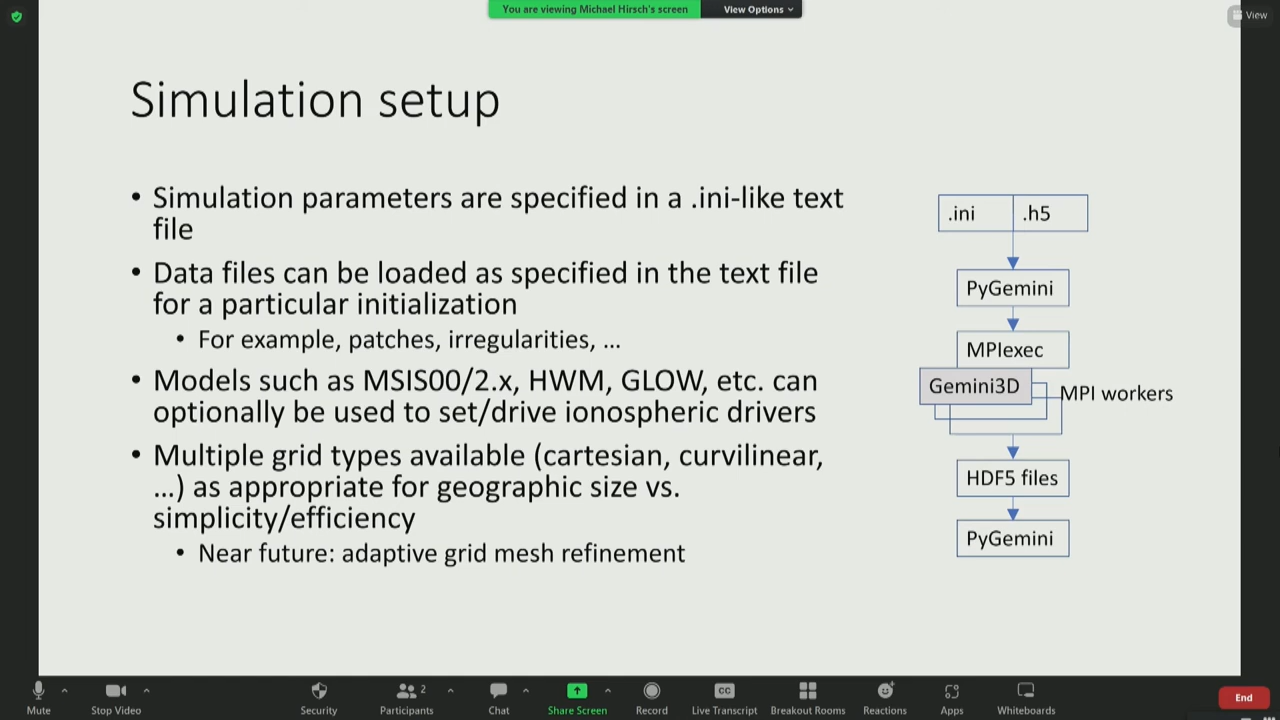 You are viewing Michael Hirsch's screen
View Options
View
Simulation setup
• Simulation parameters are specified in a .ini-like text
file
• Data files can be loaded as specified in the text file
for a particular initialization
• For example, patches, irregularities, …
• Models such as MSIS00/2.x, HWM, GLOW, etc. can
optionally be used to set/drive ionospheric drivers
• Multiple grid types available (cartesian, curvilinear,
…) as appropriate for geographic size vs.
simplicity/efficiency
• Near future: adaptive grid mesh refinement
.ini
.h5
PyGemini
MPIexec
Gemini3D
MPI workers
HDF5 files
PyGemini
Mute
Stop Video
Security
Participants
2
Chat
Share Screen
Record
CC
Live Transcript
Breakout Rooms
Reactions
Apps
Whiteboards
End